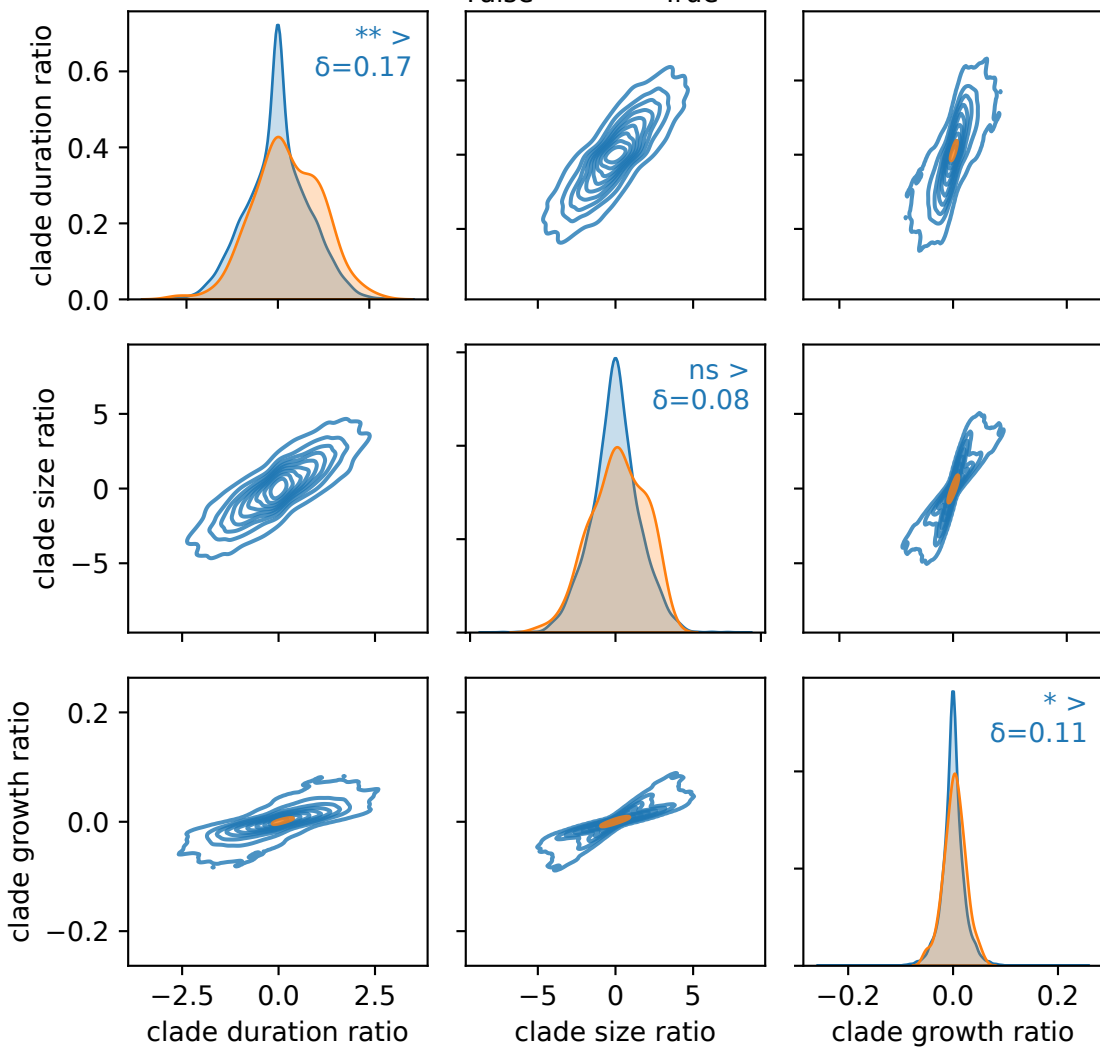 clade duration ratio
0.6
0.4
0.2
0.0
** >
δ=0.17
clade size ratio
5
0
−5
ns >
δ=0.08
clade growth ratio
0.2
0.0
−0.2
* >
δ=0.11
−2.5 0.0 2.5
−5 0 5
−0.2 0.0 0.2
clade duration ratio
clade size ratio
clade growth ratio